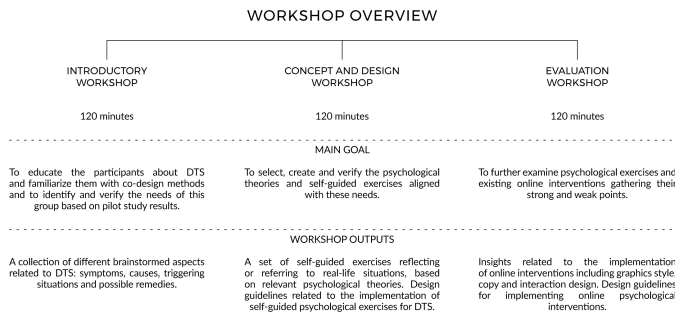 WORKSHOP OVERVIEW
INTRODUCTORY
WORKSHOP
120 minutes
CONCEPT AND DESIGN
WORKSHOP
120 minutes
EVALUATION
WORKSHOP
120 minutes
MAIN GOAL
To educate the participants about DTS
and familiarize them with co-design methods
and to identify and verify the needs of this
group based on pilot study results.
To select, create and verify the psychological
theories and self-guided exercises aligned
with these needs.
To further examine psychological exercises and
existing online interventions gathering their
strong and weak points.
WORKSHOP OUTPUTS
A collection of different brainstormed aspects
related to DTS: symptoms, causes, triggering
situations and possible remedies.
A set of self-guided exercises reflecting
or referring to real-life situations, based
on relevant psychological theories. Design
guidelines related to the implementation of
self-guided psychological exercises for DTS.
Insights related to the implementation
of online interventions including graphics style,
copy and interaction design. Design guidelines
for implementing online psychological
interventions.